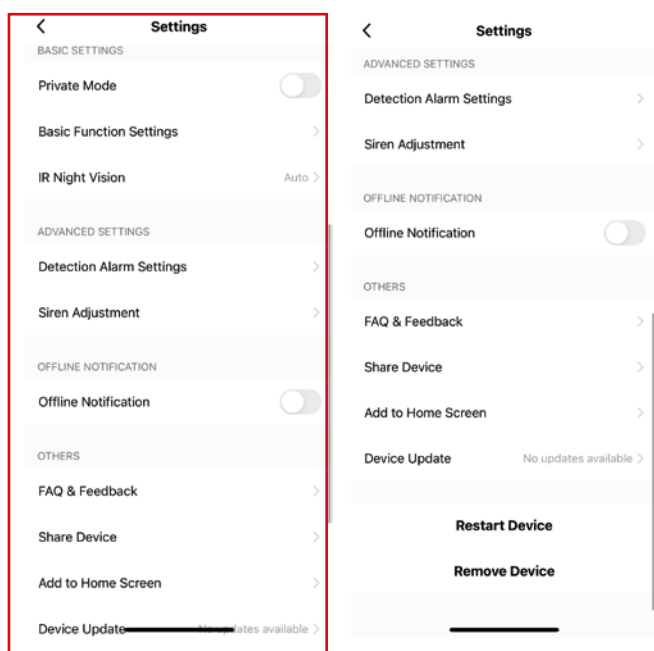 Settings
BASIC SETTINGS
Private Mode
Basic Function Settings
IR Night Vision Auto
ADVANCED SETTINGS
Detection Alarm Settings
Siren Adjustment
OFFLINE NOTIFICATION
Offline Notification
OTHERS
FAQ & Feedback
Share Device
Add to Home Screen
Device Update No updates available
Settings
ADVANCED SETTINGS
Detection Alarm Settings
Siren Adjustment
OFFLINE NOTIFICATION
Offline Notification
OTHERS
FAQ & Feedback
Share Device
Add to Home Screen
Device Update No updates available
Restart Device
Remove Device